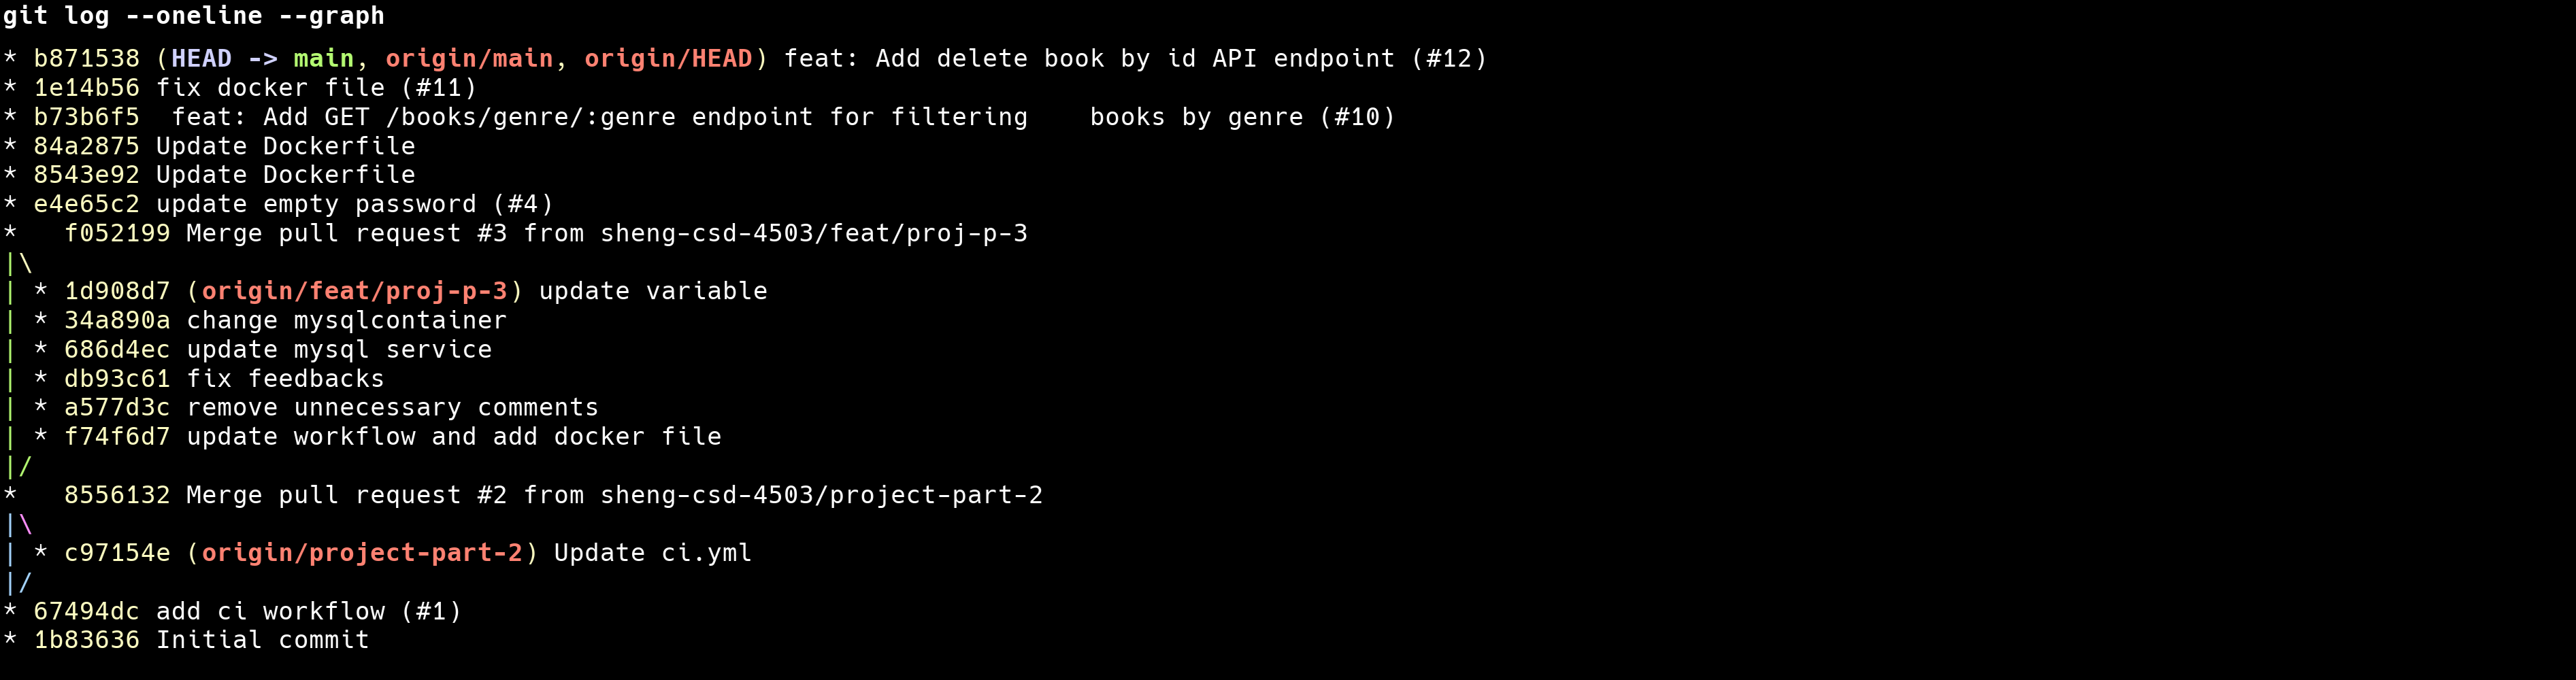 git log --oneline --graph
* b871538 (HEAD -> main, origin/main, origin/HEAD) feat: Add delete book by id API endpoint (#12)
* 1e14b56 fix docker file (#11)
* b73b6f5  feat: Add GET /books/genre/:genre endpoint for filtering    books by genre (#10)
* 84a2875 Update Dockerfile
* 8543e92 Update Dockerfile
* e4e65c2 update empty password (#4)
*   f052199 Merge pull request #3 from sheng-csd-4503/feat/proj-p-3
|\
| * 1d908d7 (origin/feat/proj-p-3) update variable
| * 34a890a change mysqlcontainer
| * 686d4ec update mysql service
| * db93c61 fix feedbacks
| * a577d3c remove unnecessary comments
| * f74f6d7 update workflow and add docker file
|/
*   8556132 Merge pull request #2 from sheng-csd-4503/project-part-2
|\
| * c97154e (origin/project-part-2) Update ci.yml
|/
* 67494dc add ci workflow (#1)
* 1b83636 Initial commit